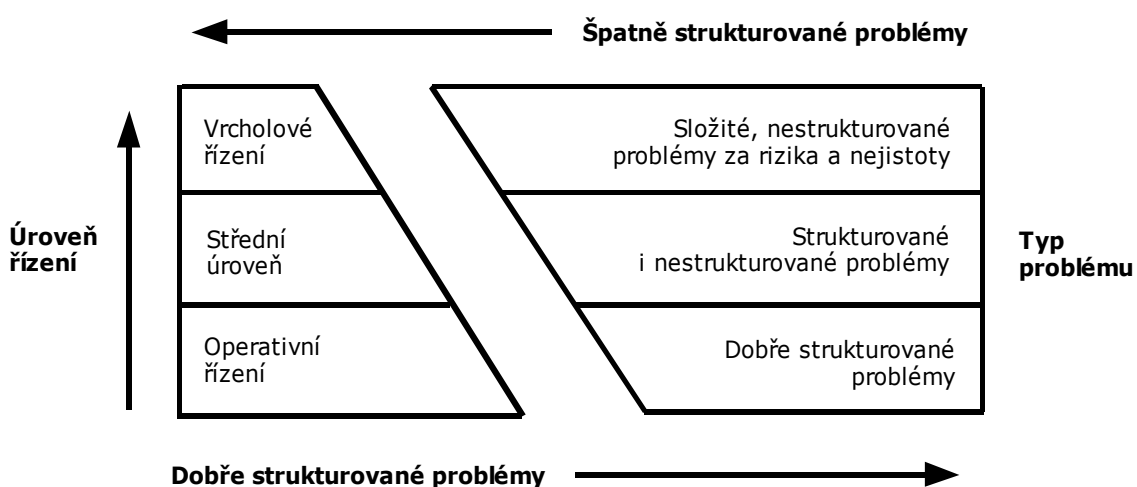 Špatně strukturované problémy
Vrcholové
řízení
Složité, nestrukturované
problémy za rizika a nejistoty
Úroveň
řízení
Střední
úroveň
Strukturované
i nestrukturované problémy
Typ
problému
Operativní
řízení
Dobře strukturované
problémy
Dobře strukturované problémy